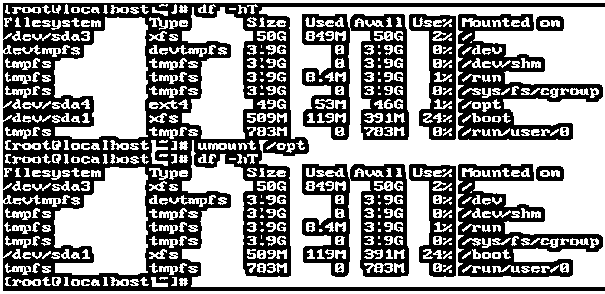 [root@localhost ~]# df -hT
Filesystem Type Size Used Avail Use% Mounted on
/dev/sda3 xfs 50G 849M 50G 2% /
devtmpfs devtmpfs 3.9G 0 3.9G 0% /dev
tmpfs tmpfs 3.9G 0 3.9G 0% /dev/shm
tmpfs tmpfs 3.9G 8.4M 3.9G 1% /run
tmpfs tmpfs 3.9G 0 3.9G 0% /sys/fs/cgroup
/dev/sda4 ext4 49G 53M 46G 1% /opt
/dev/sda1 xfs 509M 119M 391M 24% /boot
tmpfs tmpfs 783M 0 783M 0% /run/user/0
[root@localhost ~]# umount /opt
[root@localhost ~]# df -hT
Filesystem Type Size Used Avail Use% Mounted on
/dev/sda3 xfs 50G 849M 50G 2% /
devtmpfs devtmpfs 3.9G 0 3.9G 0% /dev
tmpfs tmpfs 3.9G 0 3.9G 0% /dev/shm
tmpfs tmpfs 3.9G 8.4M 3.9G 1% /run
tmpfs tmpfs 3.9G 0 3.9G 0% /sys/fs/cgroup
/dev/sda1 xfs 509M 119M 391M 24% /boot
tmpfs tmpfs 783M 0 783M 0% /run/user/0
[root@localhost ~]#